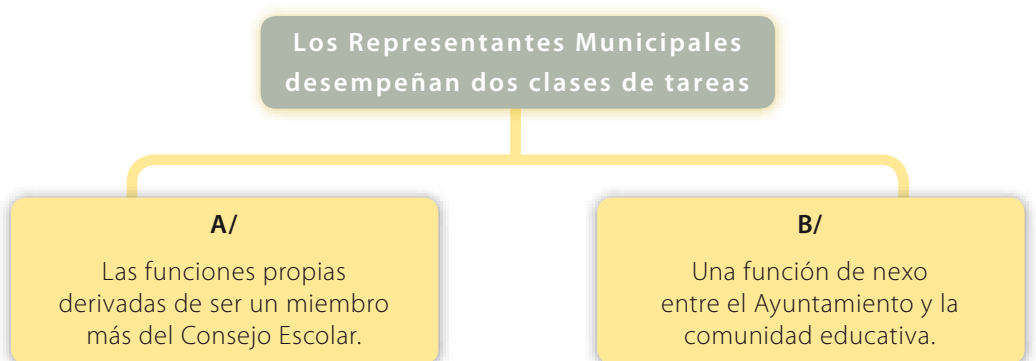 Los Representantes Municipales
desempeñan dos clases de tareas
A/
Las funciones propias
derivadas de ser un miembro
más del Consejo Escolar.
B/
Una función de nexo
entre el Ayuntamiento y la
comunidad educativa.